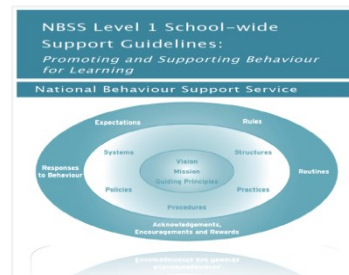 NBSS Level 1 School-wide
Support Guidelines:
Promoting and Supporting Behaviour
for Learning
National Behaviour Support Service
Expectations
Rules
Systems
Structures
Vision
Mission
Guiding Principles
Responses
to Behaviour
Routines
Policies
Practices
Procedures
Acknowledgements,
Encouragements and Rewards